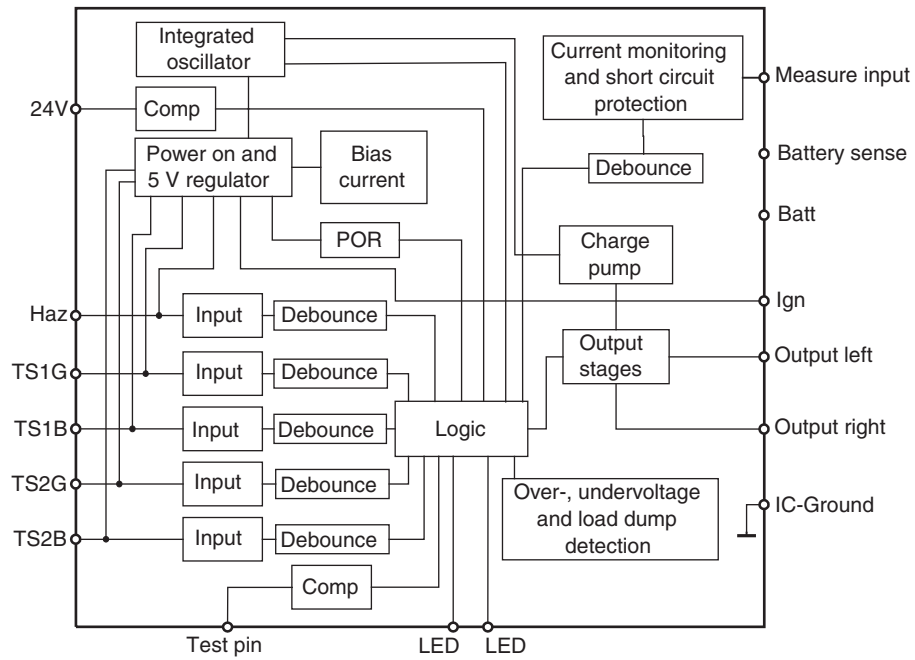 Integrated
oscillator
Current monitoring
and short circuit
protection
Measure input
24V
Comp
Power on and
5 V regulator
Bias
current
Debounce
Battery sense
Batt
POR
Charge
pump
Haz
Input
Debounce
Ign
TS1G
Input
Debounce
Output
stages
Output left
TS1B
Input
Debounce
Logic
Output right
TS2G
Input
Debounce
Over-, undervoltage
and load dump
detection
IC-Ground
TS2B
Input
Debounce
Comp
Test pin
LED
LED